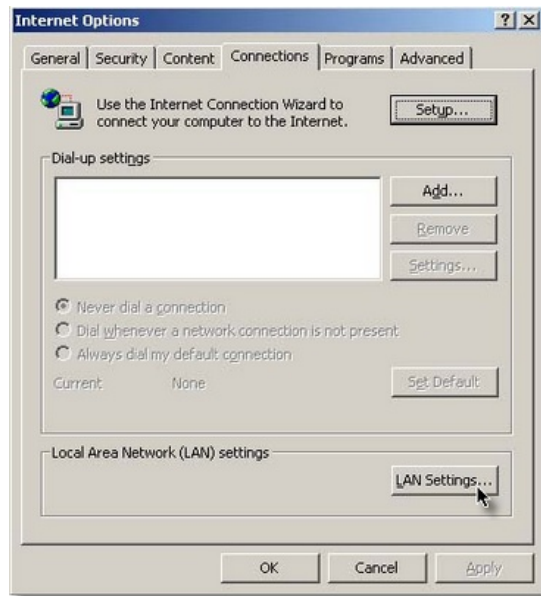 Internet Options
General Security Content Connections Programs Advanced
Use the Internet Connection Wizard to
connect your computer to the Internet.
Setup...
Dial-up settings
Add...
Remove
Settings...
Never dial a connection
Dial whenever a network connection is not present
Always dial my default connection
Current None
Set Default
Local Area Network (LAN) settings
LAN Settings...
OK Cancel Apply